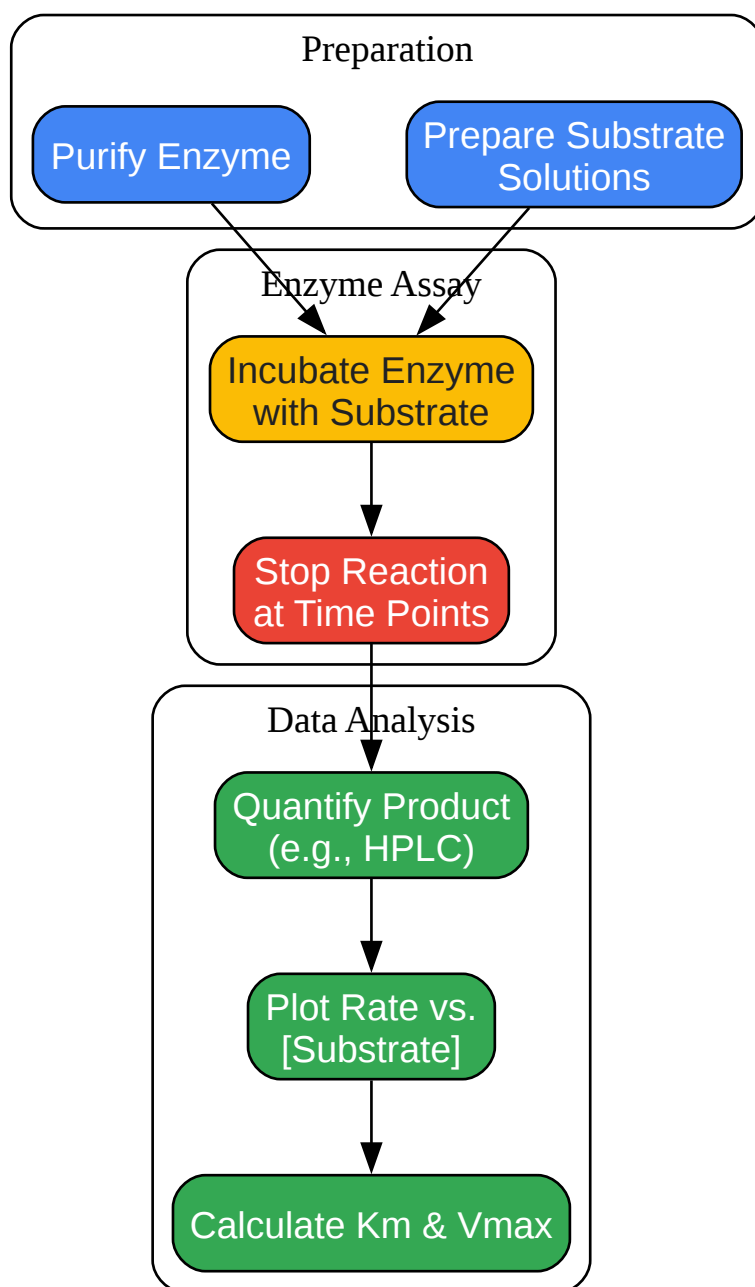 Preparation
Purify Enzyme
Prepare Substrate
Solutions
Enzyme Assay
Incubate Enzyme
with Substrate
Stop Reaction
at Time Points
Data Analysis
Quantify Product
(e.g., HPLC)
Plot Rate vs.
[Substrate]
Calculate Km & Vmax